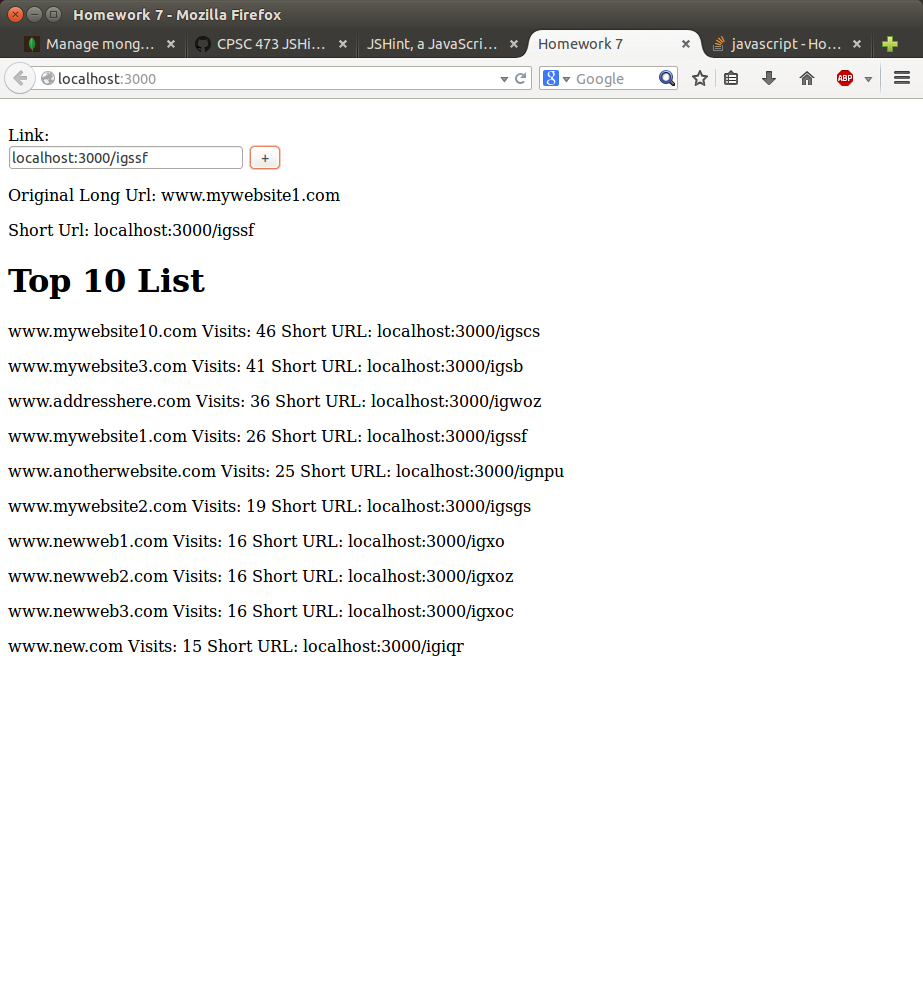 Homework 7 - Mozilla Firefox
Manage mong... CPSC 473 JSHi... JSHint, a JavaScri... Homework 7 javascript - Ho...
localhost:3000 Google ABP
Link:
localhost:3000/igssf +
Original Long Url: www.mywebsite1.com
Short Url: localhost:3000/igssf
Top 10 List
www.mywebsite10.com Visits: 46 Short URL: localhost:3000/igscs
www.mywebsite3.com Visits: 41 Short URL: localhost:3000/igsb
www.addresshere.com Visits: 36 Short URL: localhost:3000/igwoz
www.mywebsite1.com Visits: 26 Short URL: localhost:3000/igssf
www.anotherwebsite.com Visits: 25 Short URL: localhost:3000/ignpu
www.mywebsite2.com Visits: 19 Short URL: localhost:3000/igsgs
www.newweb1.com Visits: 16 Short URL: localhost:3000/igxo
www.newweb2.com Visits: 16 Short URL: localhost:3000/igxoz
www.newweb3.com Visits: 16 Short URL: localhost:3000/igxoc
www.new.com Visits: 15 Short URL: localhost:3000/igiqr